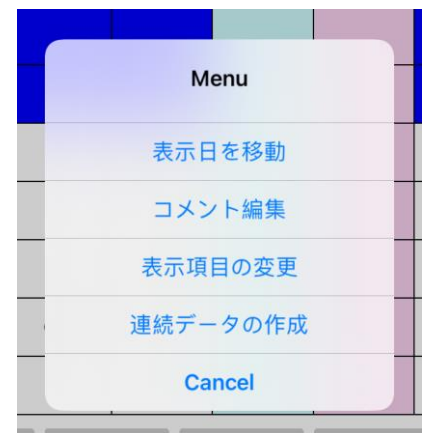 Menu
表示日を移動
コメント編集
表示項目の変更
連続データの作成
Cancel